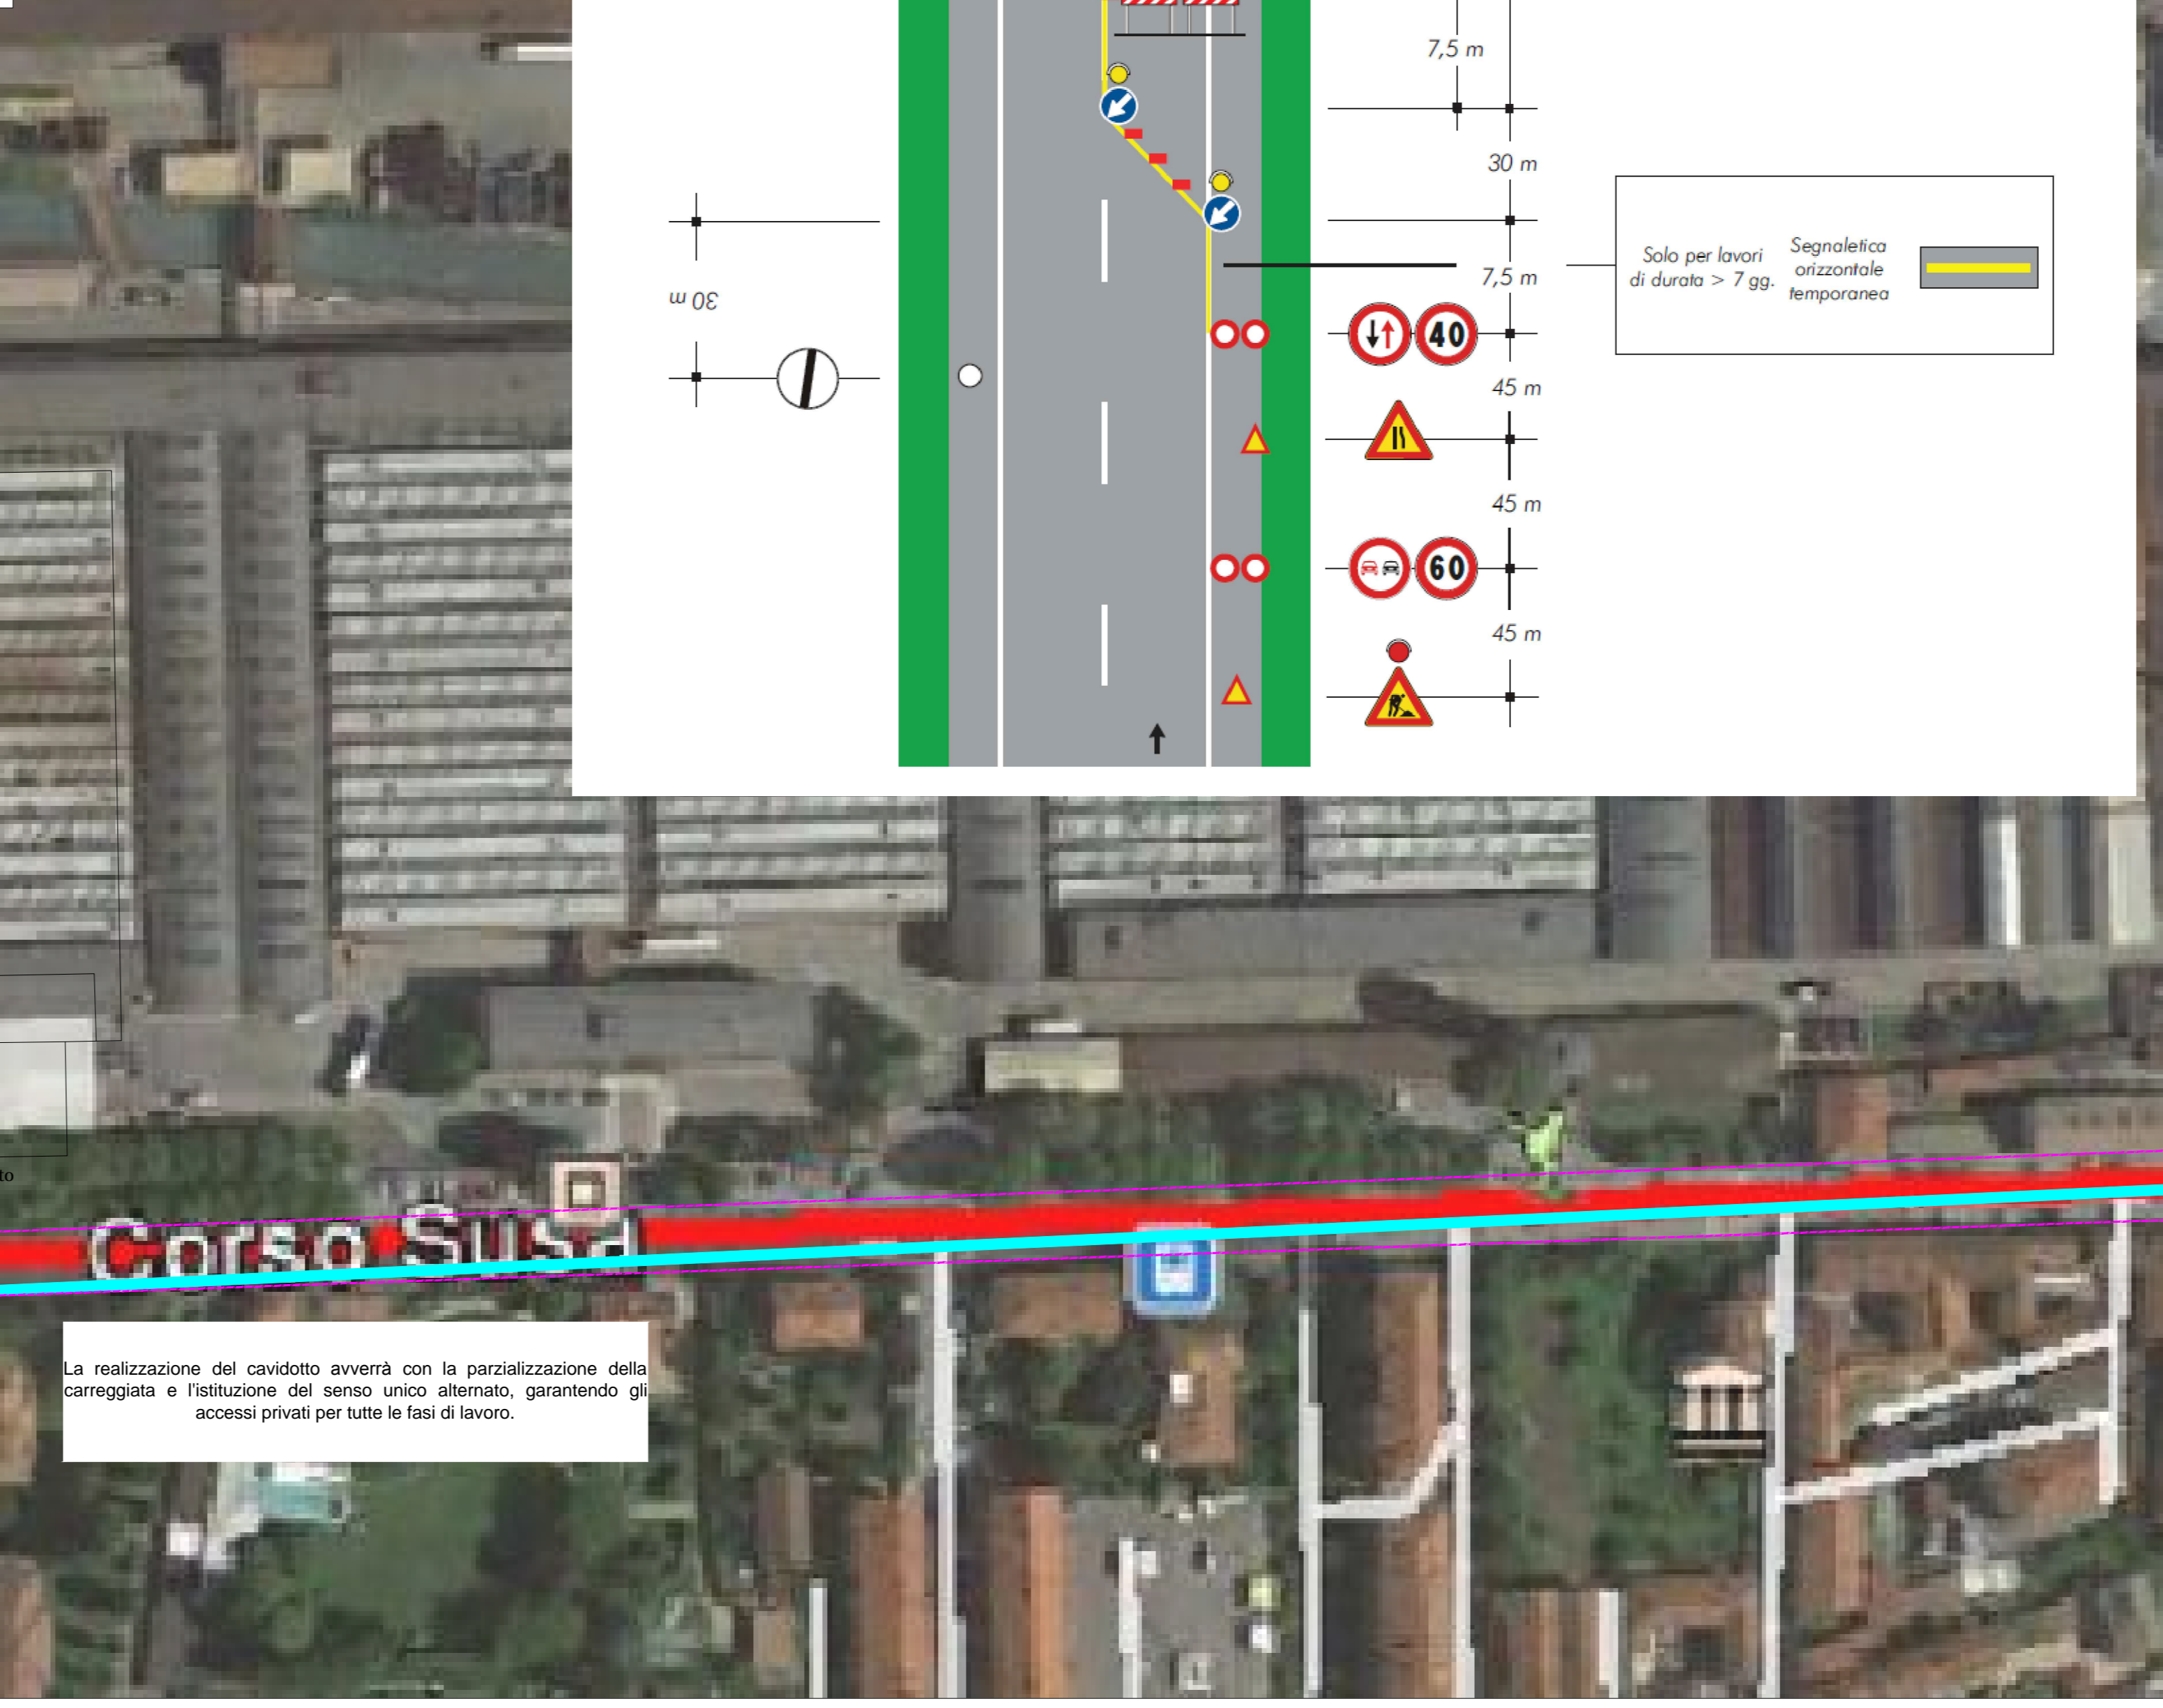 7,5 m
30 m
Solo per lavori
di durata > 7 gg.
Segnaletica
orizzontale
temporanea
30 m
7,5 m
40
45 m
45 m
60
45 m
to
Corso Susa
La realizzazione del cavidotto avverrà con la parzializzazione della
carreggiata e l'istituzione del senso unico alternato, garantendo gli
accessi privati per tutte le fasi di lavoro.